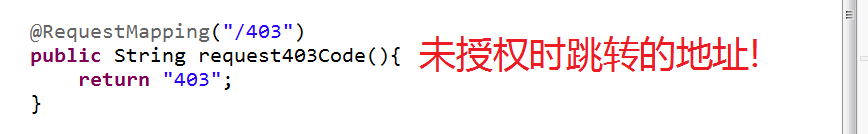 @RequestMapping("/403")
public String request403Code(){ 未授权时跳转的地址!
    return "403";
}